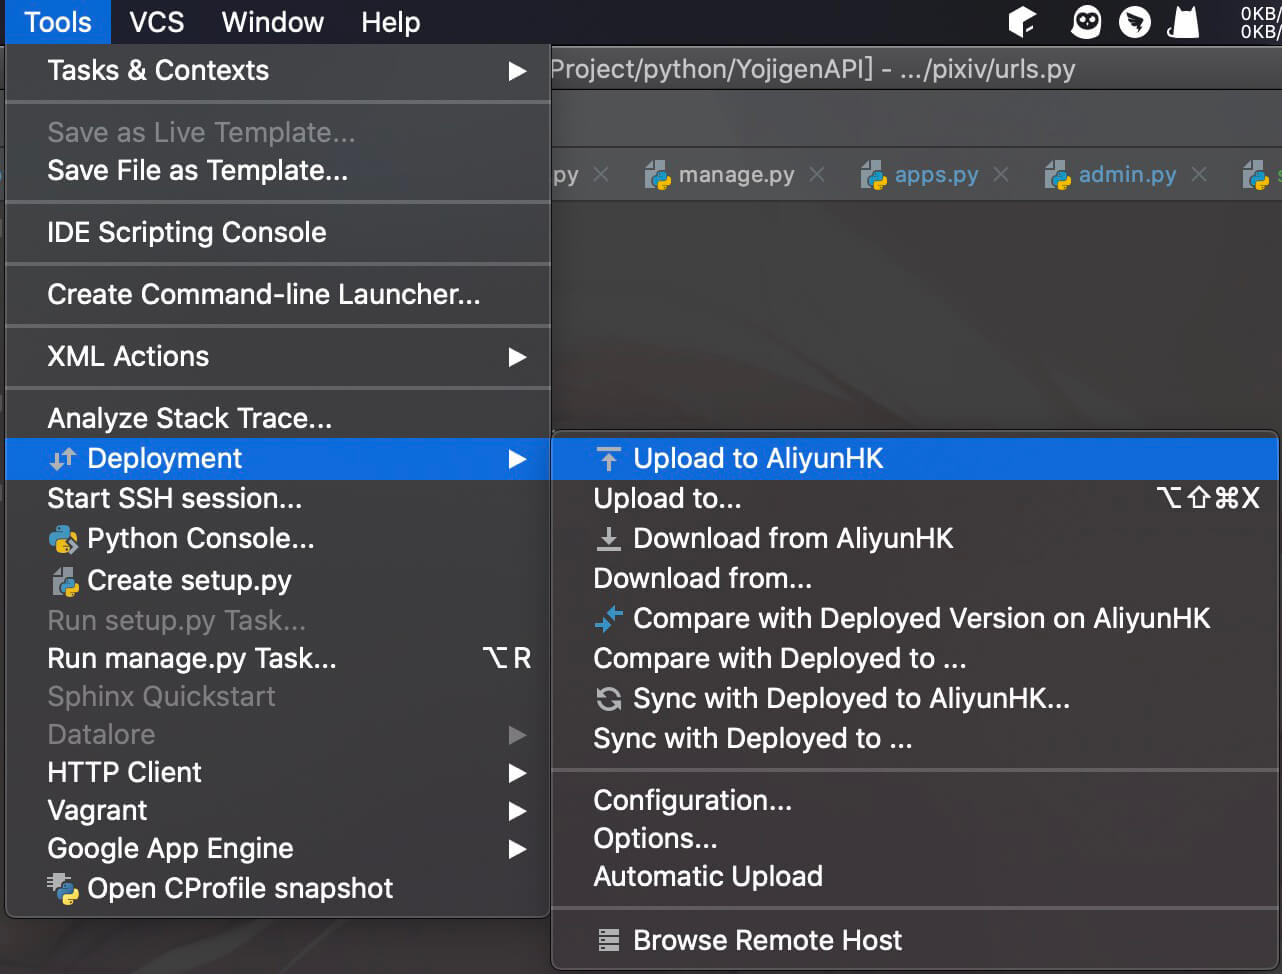 Tools VCS Window Help 0KB/
0KB/
Project/python/YojigenAPI] - .../pixiv/urls.py
py manage.py apps.py admin.py
Tasks & Contexts
Save as Live Template...
Save File as Template...
IDE Scripting Console
Create Command-line Launcher...
XML Actions
Analyze Stack Trace...
Deployment
Start SSH session...
Python Console...
Create setup.py
Run setup.py Task...
Run manage.py Task... ⌥R
Sphinx Quickstart
Datalore
HTTP Client
Vagrant
Google App Engine
Open CProfile snapshot
Upload to AliyunHK
Upload to... ⌥⇧⌘X
Download from AliyunHK
Download from...
Compare with Deployed Version on AliyunHK
Compare with Deployed to ...
Sync with Deployed to AliyunHK...
Sync with Deployed to ...
Configuration...
Options...
Automatic Upload
Browse Remote Host